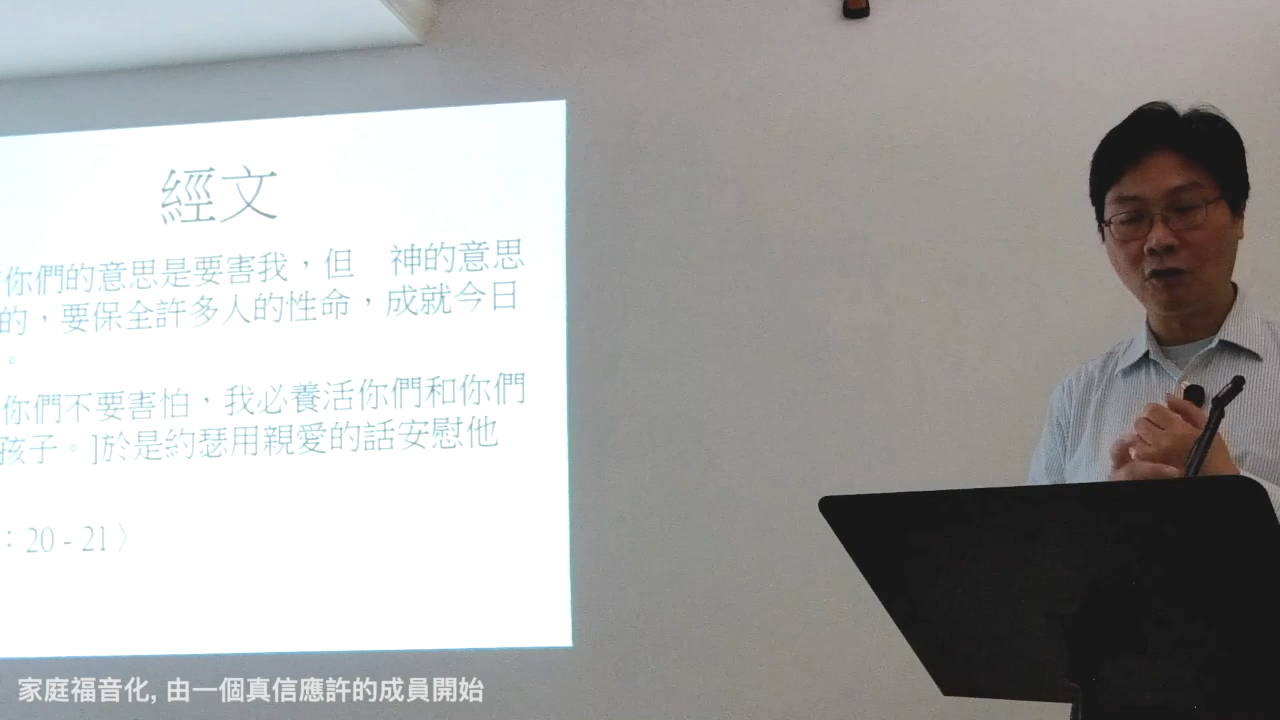 經文
你們的意思是要害我，但　神的意思
的，要保全許多人的性命，成就今日
。
你們不要害怕，我必養活你們和你們
孩子。]於是約瑟用親愛的話安慰他
：20 - 21〉
家庭福音化, 由一個真信應許的成員開始